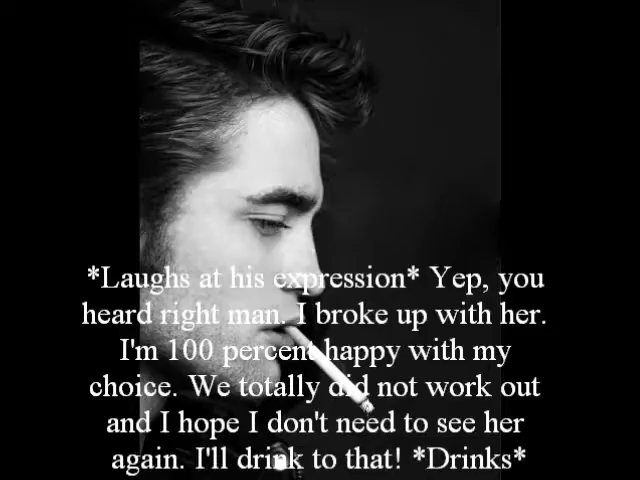 *Laughs at his expression* Yep, you
heard right man. I broke up with her.
I'm 100 percent happy with my
choice. We totally did not work out
and I hope I don't need to see her
again. I'll drink to that! *Drinks*